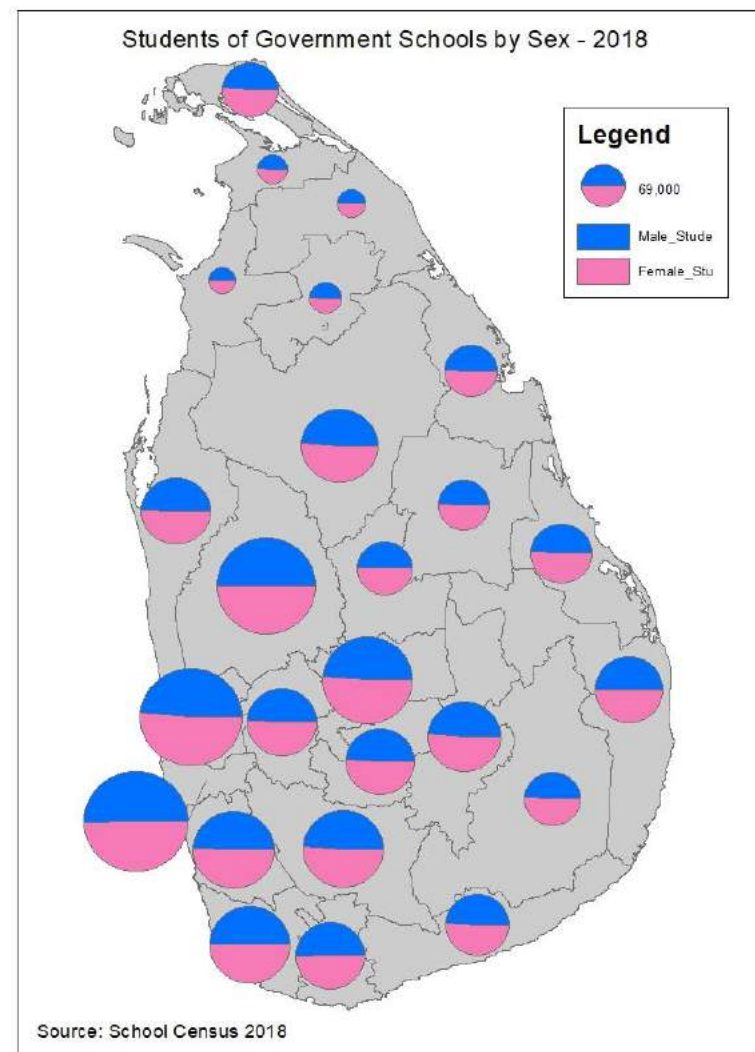 Students of Government Schools by Sex - 2018
Legend
69,000
Male_Stude
Female_Stu
Source: School Census 2018